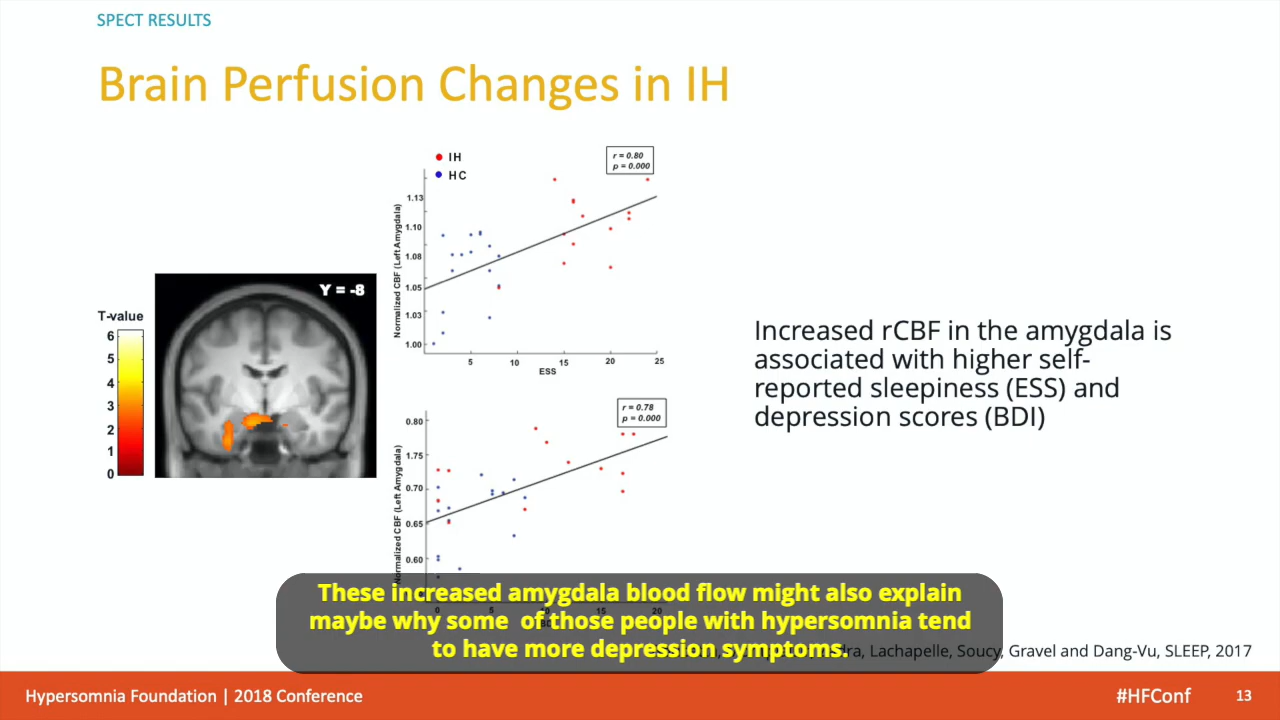 SPECT RESULTS
Brain Perfusion Changes in IH
IH
HC
r = 0.80
p = 0.000
Normalized CBF (Left Amygdala)
1.13
1.10
1.08
1.05
1.03
1.00
5
10
15
20
25
ESS
Y = -8
T-value
6
5
4
3
2
1
0
r = 0.78
p = 0.000
Normalized CBF (Left Amygdala)
0.80
1.75
0.70
0.65
0.60
0
5
10
15
20
Increased rCBF in the amygdala is
associated with higher self-
reported sleepiness (ESS) and
depression scores (BDI)
These increased amygdala blood flow might also explain
maybe why some of those people with hypersomnia tend
to have more depression symptoms.
Lachapelle, Soucy, Gravel and Dang-Vu, SLEEP, 2017
Hypersomnia Foundation | 2018 Conference
#HFConf
13